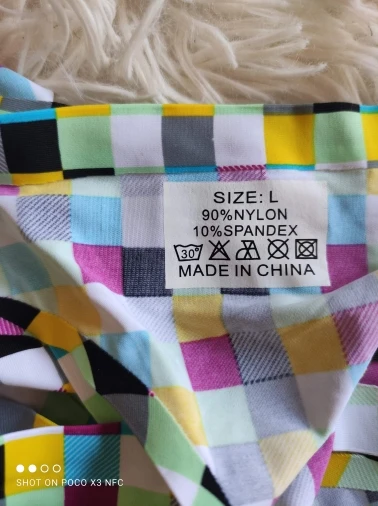 SIZE: L
90%NYLON
10%SPANDEX
30°
MADE IN CHINA
SHOT ON POCO X3 NFC